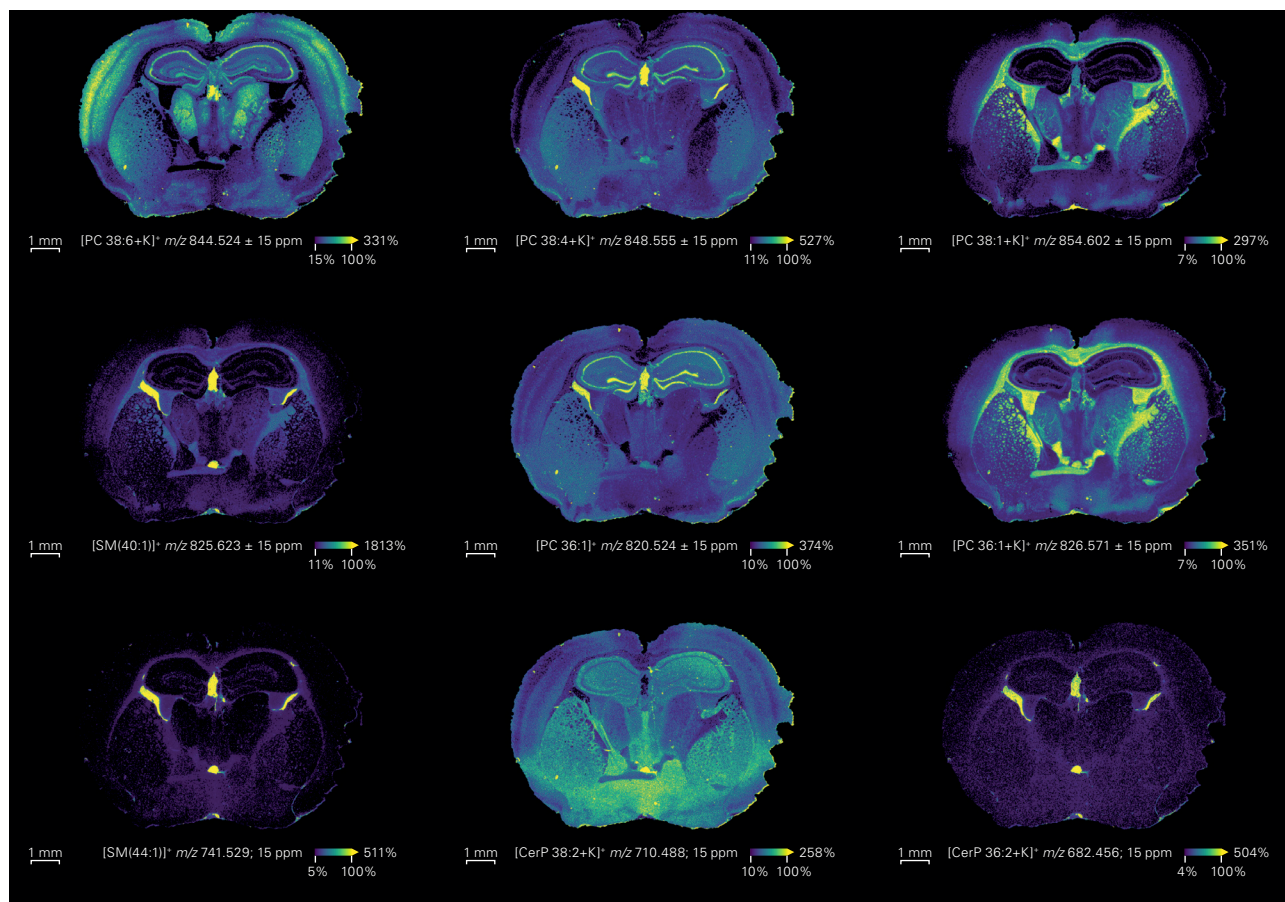 1 mm [PC 38:6+K]⁺ m/z 844.524 ± 15 ppm 331%
15% 100%
1 mm [PC 38:4+K]⁺ m/z 848.555 ± 15 ppm 527%
11% 100%
1 mm [PC 38:1+K]⁺ m/z 854.602 ± 15 ppm 297%
7% 100%
1 mm [SM(40:1)]⁺ m/z 825.623 ± 15 ppm 1813%
11% 100%
1 mm [PC 36:1]⁺ m/z 820.524 ± 15 ppm 374%
10% 100%
1 mm [PC 36:1+K]⁺ m/z 826.571 ± 15 ppm 351%
7% 100%
1 mm [SM(44:1)]⁺ m/z 741.529; 15 ppm 511%
5% 100%
1 mm [CerP 38:2+K]⁺ m/z 710.488; 15 ppm 258%
10% 100%
1 mm [CerP 36:2+K]⁺ m/z 682.456; 15 ppm 504%
4% 100%